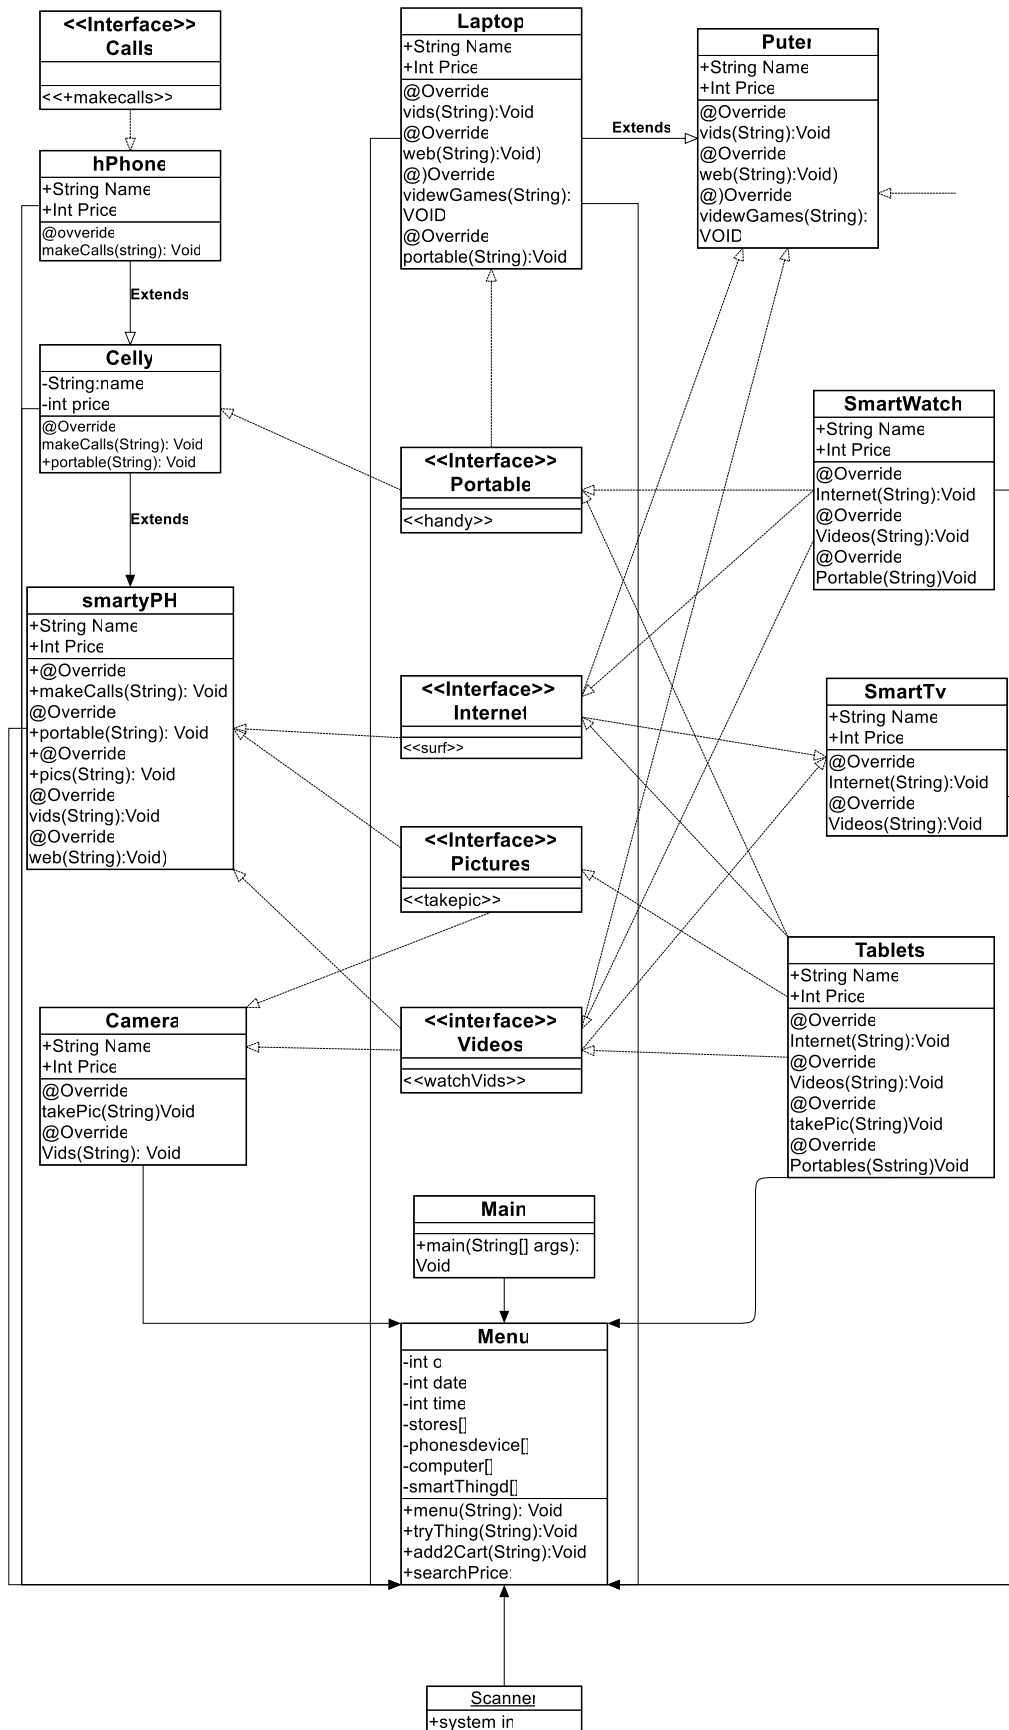 <<Interface>>
Calls
<<+makecalls>>
hPhone
+String Name
+Int Price
@ovveride
makeCalls(string): Void
Extends
Celly
-String:name
-int price
@Override
makeCalls(String): Void
+portable(String): Void
Extends
smartyPH
+String Name
+Int Price
+@Override
+makeCalls(String): Void
@Override
+portable(String): Void
+@Override
+pics(String): Void
@Override
vids(String):Void
@Override
web(String):Void)
Camera
+String Name
+Int Price
@Override
takePic(String)Void
@Override
Vids(String): Void
Laptop
+String Name
+Int Price
@Override
vids(String):Void
@Override
web(String):Void)
@)Override
videwGames(String):
VOID
@Override
portable(String):Void
Extends
Puter
+String Name
+Int Price
@Override
vids(String):Void
@Override
web(String):Void)
@)Override
videwGames(String):
VOID
<<Interface>>
Portable
<<handy>>
<<Interface>>
Internet
<<surf>>
<<Interface>>
Pictures
<<takepic>>
<<interface>>
Videos
<<watchVids>>
SmartWatch
+String Name
+Int Price
@Override
Internet(String):Void
@Override
Videos(String):Void
@Override
Portable(String)Void
SmartTv
+String Name
+Int Price
@Override
Internet(String):Void
@Override
Videos(String):Void
Tablets
+String Name
+Int Price
@Override
Internet(String):Void
@Override
Videos(String):Void
@Override
takePic(String)Void
@Override
Portables(Sstring)Void
Main
+main(String[] args):
Void
Menu
-int o
-int date
-int time
-stores[]
-phonesdevice[]
-computer[]
-smartThingd[]
+menu(String): Void
+tryThing(String):Void
+add2Cart(String):Void
+searchPrice:
Scanner
+system in